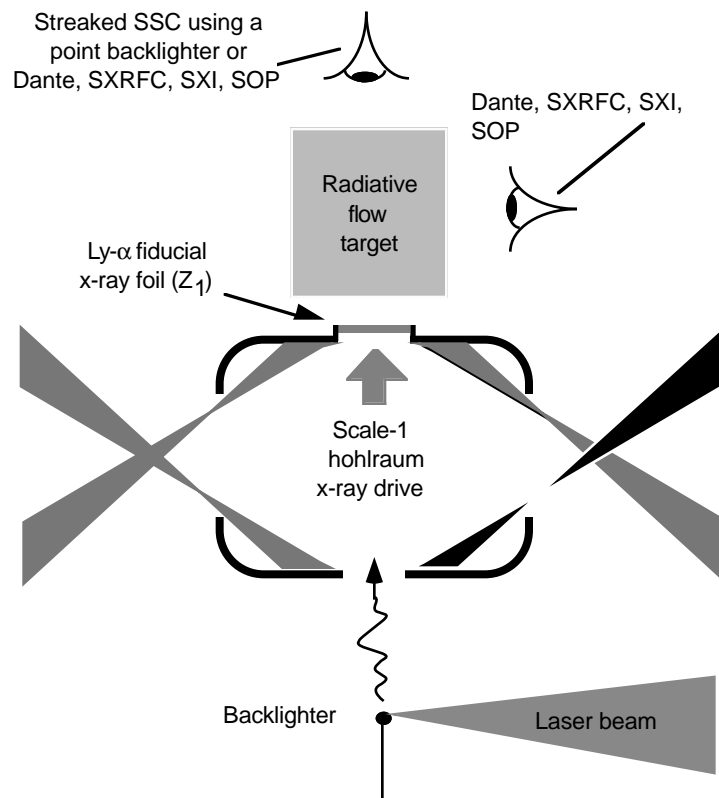 Streaked SSC using a
point backlighter or
Dante, SXRFC, SXI, SOP
Dante, SXRFC, SXI,
SOP
Radiative
flow
target
Ly-α fiducial
x-ray foil (Z₁)
Scale-1
hohlraum
x-ray drive
Backlighter
Laser beam